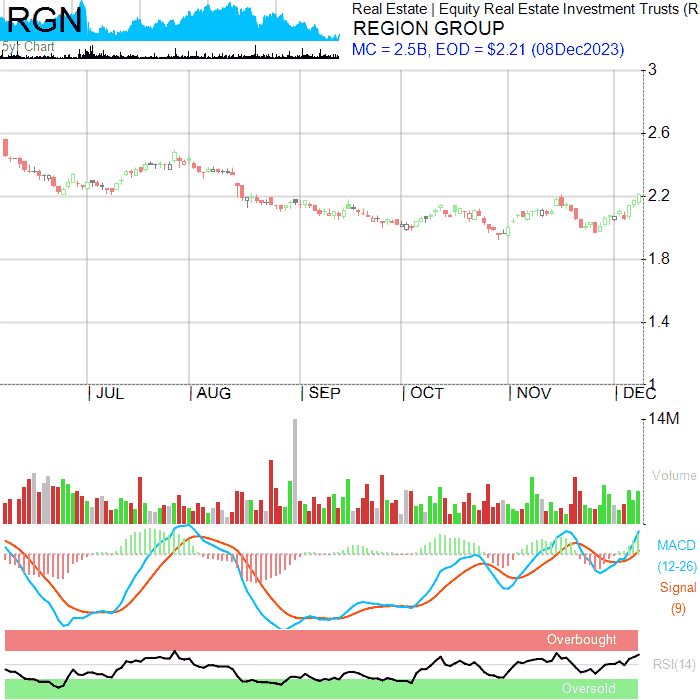 RGN
5yr Chart
Real Estate | Equity Real Estate Investment Trusts (R
REGION GROUP
MC = 2.5B, EOD = $2.21 (08Dec2023)
3
2.6
2.2
1.8
1.4
1
JUL AUG SEP OCT NOV DEC
14M
Volume
MACD
(12-26)
Signal
(9)
Overbought
RSI(14)
Oversold